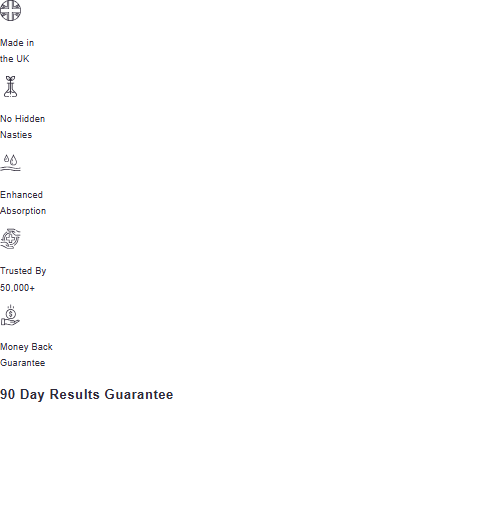 Made in
the UK
No Hidden
Nasties
Enhanced
Absorption
Trusted By
50,000+
Money Back
Guarantee
90 Day Results Guarantee